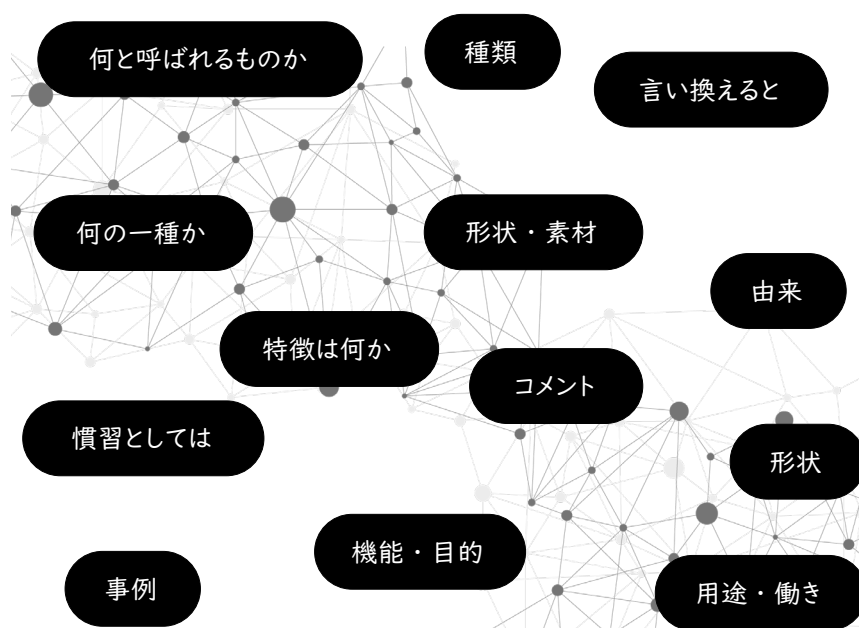 何と呼ばれるものか
種類
言い換えると
何の一種か
形状・素材
由来
特徴は何か
コメント
慣習としては
形状
機能・目的
事例
用途・働き